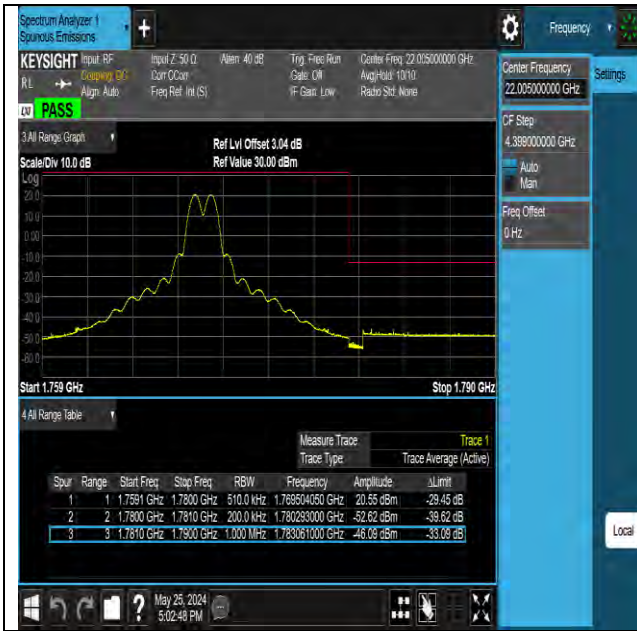 Spectrum Analyzer 1
Spurious Emissions
Frequency
KEYSIGHT
Input: RF
Input Z: 50 Ω
Atten: 40 dB
Trig: Free Run
Center Freq: 22.005000000 GHz
RL
Coupling: DC
Corr CCorr
Gate: Off
Avg|Hold: 10/10
Align: Auto
Freq Ref: Int (S)
IF Gain: Low
Radio Std: None
LXI
PASS
Center Frequency
22.005000000 GHz
Settings
CF Step
4.399000000 GHz
Auto
Man
Freq Offset
0 Hz
3 All Range Graph
Ref Lvl Offset 3.04 dB
Scale/Div 10.0 dB
Ref Value 30.00 dBm
Log
20.0
10.0
0.00
-10.0
-20.0
-30.0
-40.0
-50.0
-60.0
Start 1.759 GHz
Stop 1.790 GHz
4 All Range Table
Measure Trace
Trace 1
Trace Type
Trace Average (Active)
Spur Range Start Freq Stop Freq RBW Frequency Amplitude ΔLimit
1 1 1.7591 GHz 1.7800 GHz 510.0 kHz 1.769504050 GHz 20.55 dBm -29.45 dB
2 2 1.7800 GHz 1.7810 GHz 200.0 kHz 1.780293000 GHz -52.62 dBm -39.62 dB
3 3 1.7810 GHz 1.7900 GHz 1.000 MHz 1.783061000 GHz -46.09 dBm -33.09 dB
Local
?
May 25, 2024
5:02:48 PM